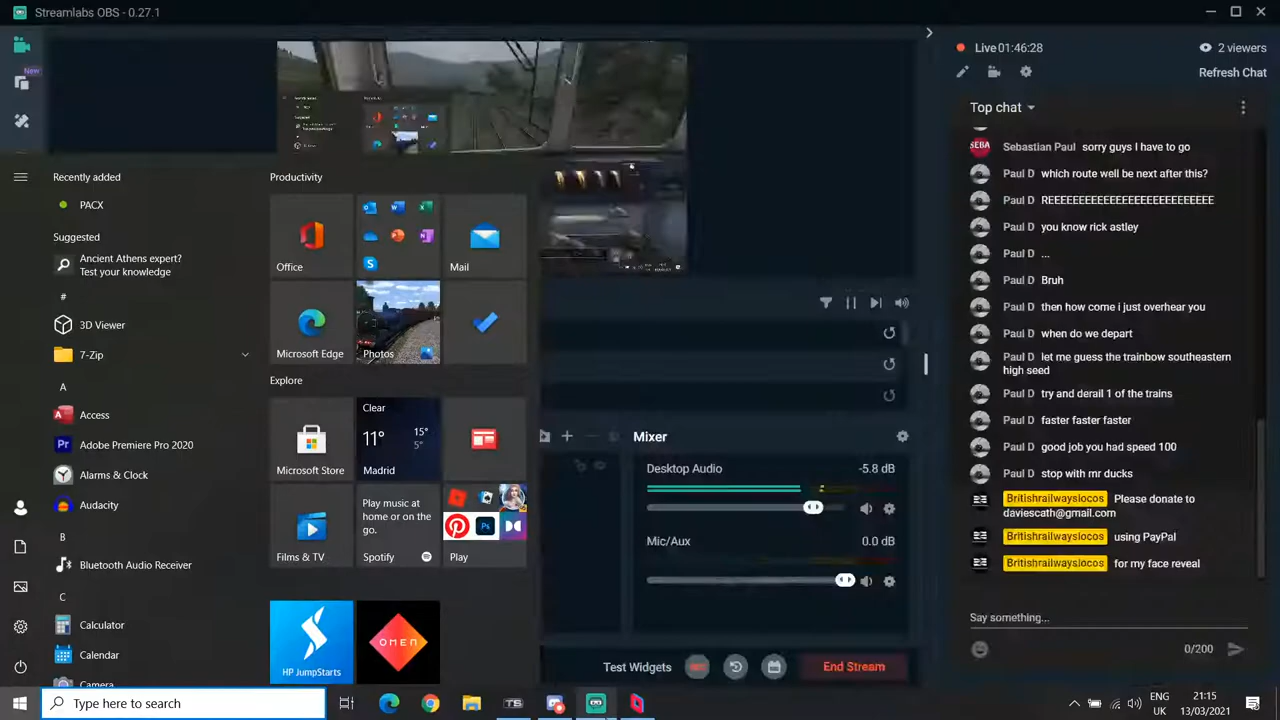 Streamlabs OBS - 0.27.1
New
Recently added
PACX
Suggested
Ancient Athens expert?
Test your knowledge
#
3D Viewer
7-Zip
A
Access
Adobe Premiere Pro 2020
Alarms & Clock
Audacity
B
Bluetooth Audio Receiver
C
Calculator
Calendar
Camera
Productivity
Office
Mail
Microsoft Edge
Photos
Explore
Microsoft Store
Clear
11°
15°
5°
Madrid
Films & TV
Play music at
home or on the
go.
Spotify
Play
HP JumpStarts
OMEN
Mixer
Desktop Audio
-5.8 dB
Mic/Aux
0.0 dB
Test Widgets
End Stream
Live 01:46:28
2 viewers
Refresh Chat
Top chat
SEBA
Sebastian Paul sorry guys I have to go
Paul D which route well be next after this?
Paul D REEEEEEEEEEEEEEEEEEEEEEEEEE
Paul D you know rick astley
Paul D ...
Paul D Bruh
Paul D then how come i just overhear you
Paul D when do we depart
Paul D let me guess the trainbow southeastern
high seed
Paul D try and derail 1 of the trains
Paul D faster faster faster
Paul D good job you had speed 100
Paul D stop with mr ducks
Britishrailwayslocos Please donate to
daviescath@gmail.com
Britishrailwayslocos using PayPal
Britishrailwayslocos for my face reveal
Say something...
0/200
Type here to search
ENG
UK
21:15
13/03/2021